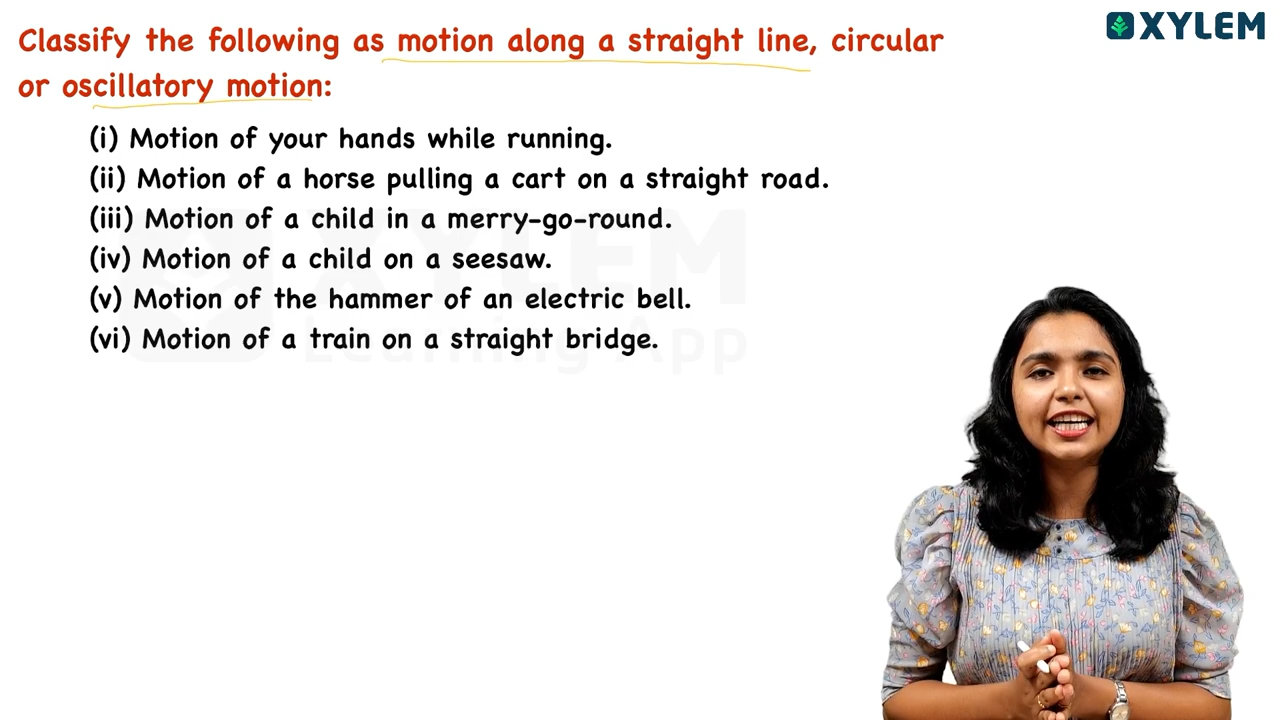 XYLEM
Classify the following as motion along a straight line, circular
or oscillatory motion:
(i) Motion of your hands while running.
(ii) Motion of a horse pulling a cart on a straight road.
(iii) Motion of a child in a merry-go-round.
(iv) Motion of a child on a seesaw.
(v) Motion of the hammer of an electric bell.
(vi) Motion of a train on a straight bridge.
XYLEM
Learning App